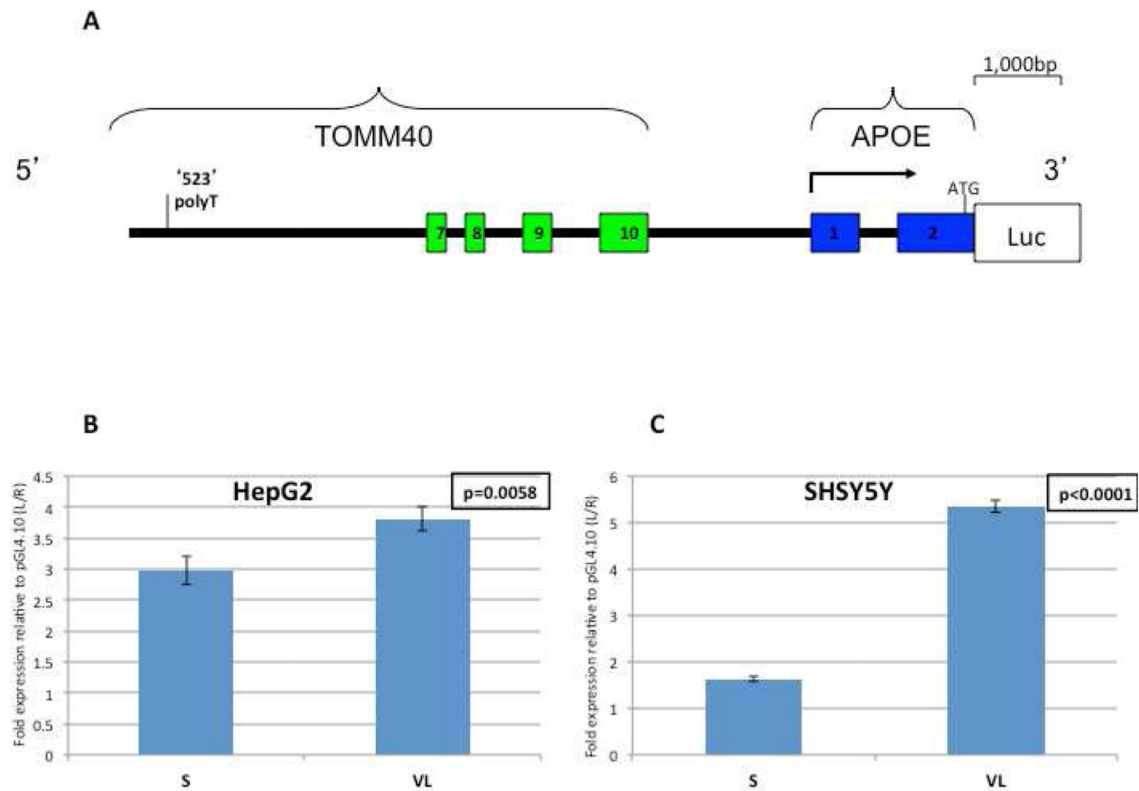 A
1,000bp
TOMM40
APOE
5’
‘523’
polyT
3’
ATG
7 8 9 10 1 2 Luc
B
HepG2
p=0.0058
Fold expression relative to pGL4.10 (L/R)
4.5
4
3.5
3
2.5
2
1.5
1
0.5
0
S VL
C
SHSY5Y
p<0.0001
Fold expression relative to pGL4.10 (L/R)
6
5
4
3
2
1
0
S VL